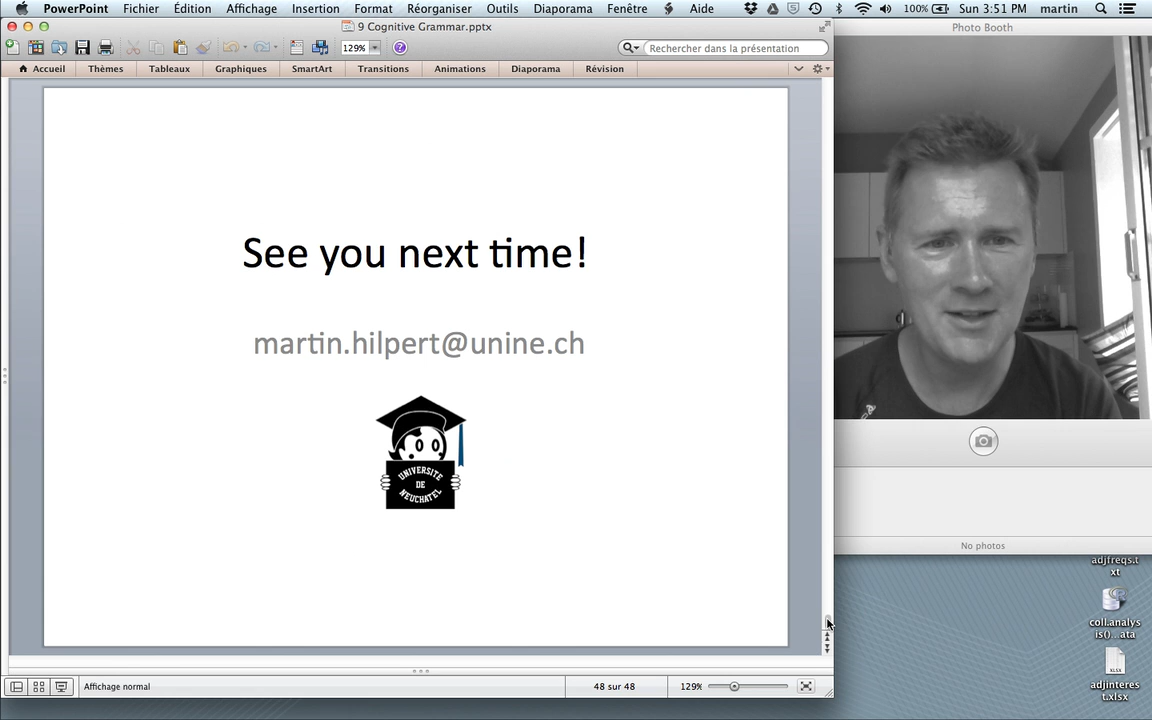 PowerPoint Fichier Édition Affichage Insertion Format Réorganiser Outils Diaporama Fenêtre Aide 100% Sun 3:51 PM martin
9 Cognitive Grammar.pptx
Photo Booth
129% Rechercher dans la présentation
Accueil Thèmes Tableaux Graphiques SmartArt Transitions Animations Diaporama Révision
See you next time!
martin.hilpert@unine.ch
UNIVERSITE
DE
NEUCHATEL
No photos
adjfreqs.t
xt
coll.analys
is()...ata
adjinteres
t.xlsx
Affichage normal 48 sur 48 129%